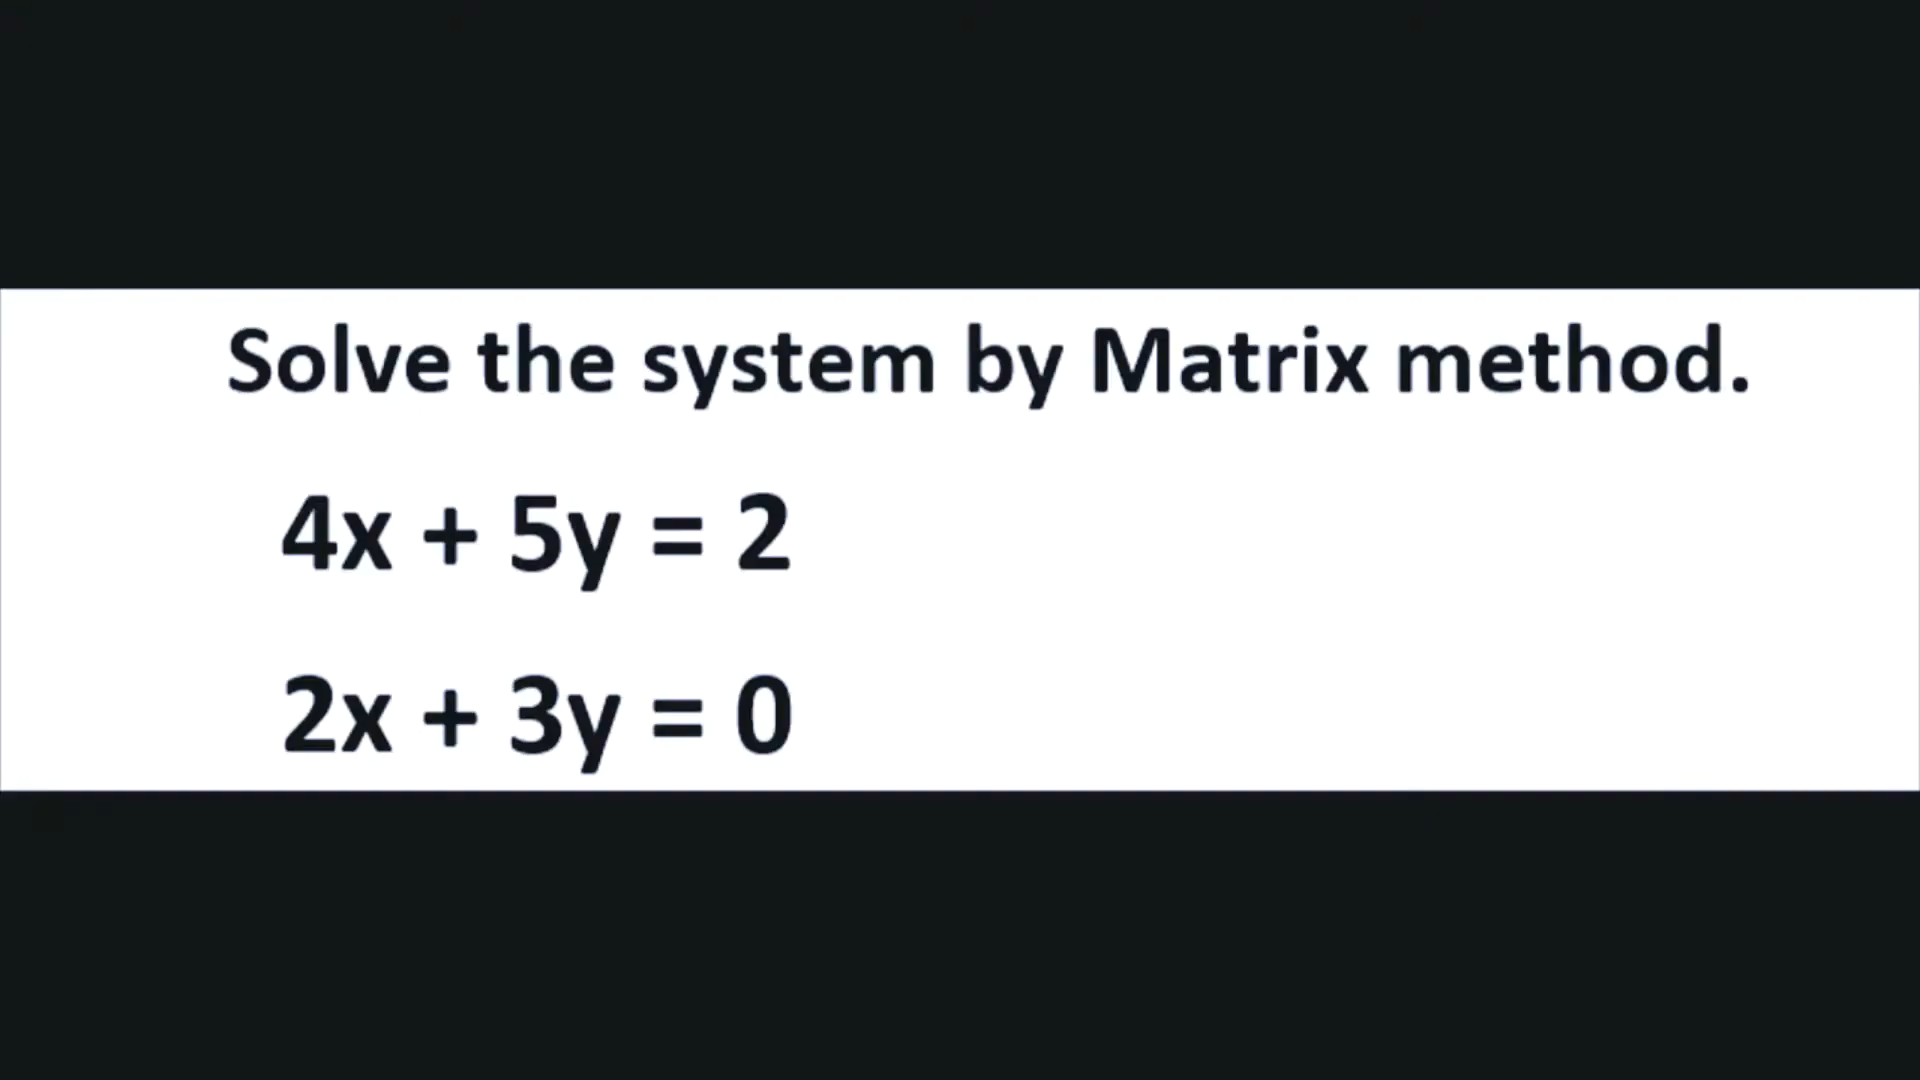 Solve the system by Matrix method.
4x + 5y = 2
2x + 3y = 0